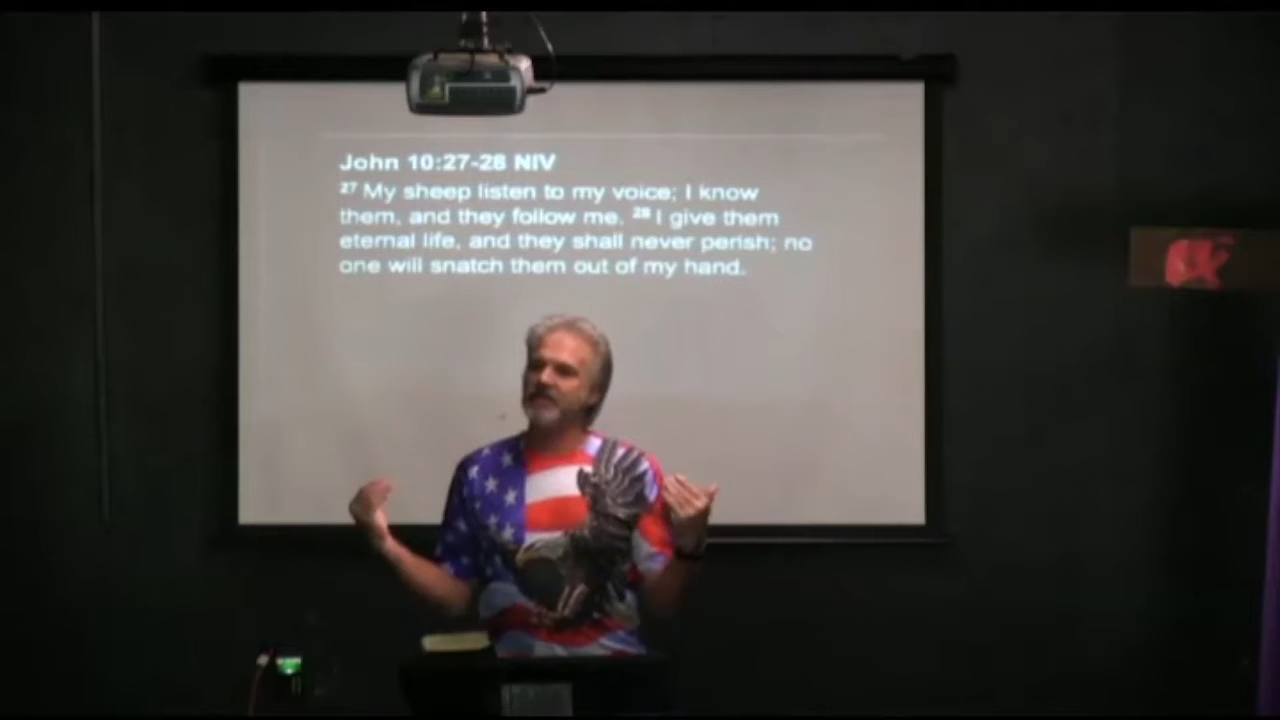 John 10:27-28 NIV
27 My sheep listen to my voice; I know
them, and they follow me. 28 I give them
eternal life, and they shall never perish; no
one will snatch them out of my hand.